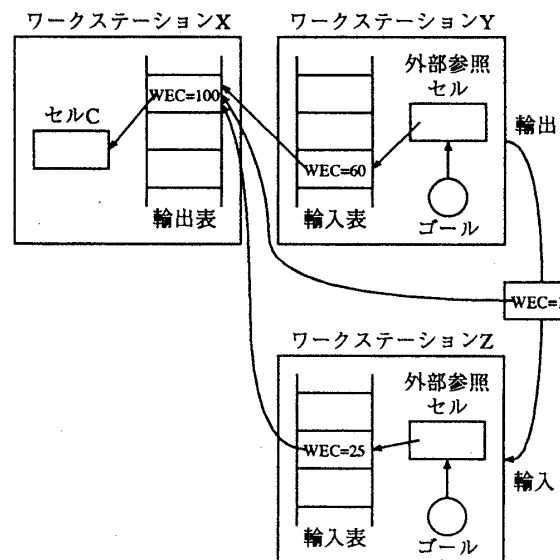 ワークステーションX
セルC
WEC=100
輸出表
ワークステーションY
外部参照
セル
WEC=60
輸入表
ゴール
輸出
ワークステーションZ
外部参照
セル
WEC=25
輸入表
ゴール
輸入